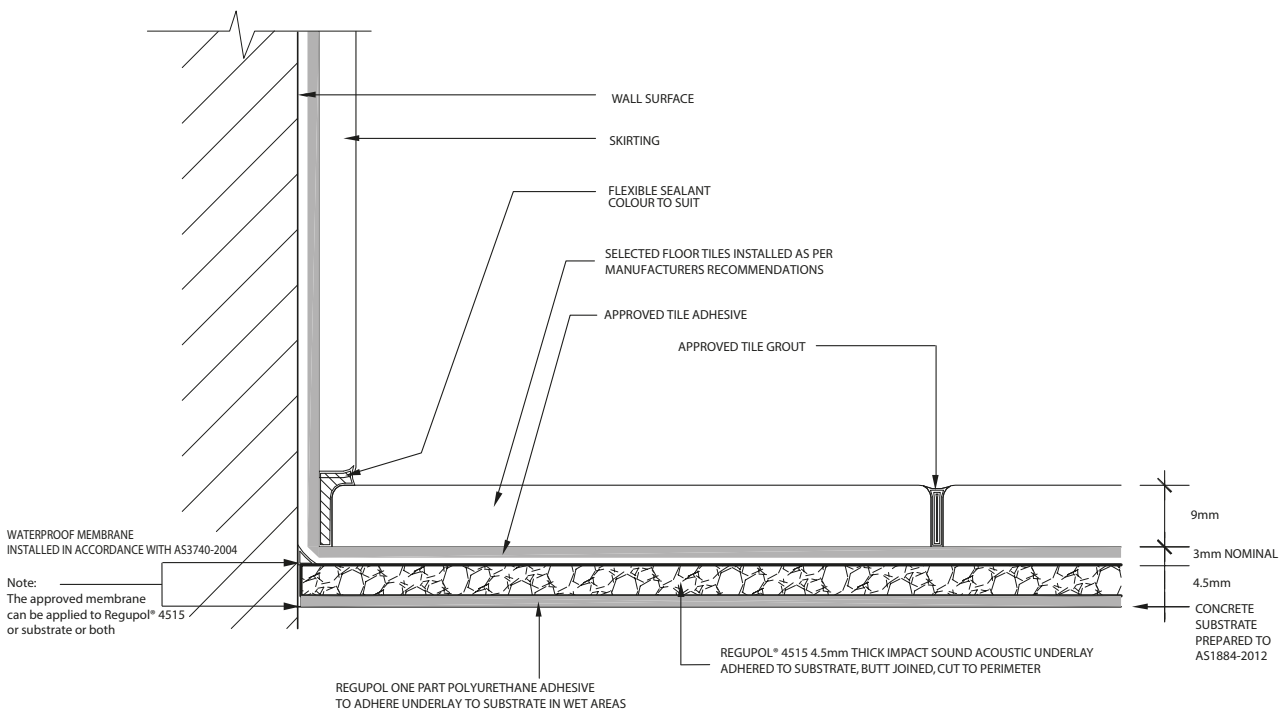 WALL SURFACE
SKIRTING
FLEXIBLE SEALANT
COLOUR TO SUIT
SELECTED FLOOR TILES INSTALLED AS PER
MANUFACTURERS RECOMMENDATIONS
APPROVED TILE ADHESIVE
APPROVED TILE GROUT
9mm
WATERPROOF MEMBRANE
INSTALLED IN ACCORDANCE WITH AS3740-2004
3mm NOMINAL
Note:
The approved membrane
can be applied to Regupol® 4515
or substrate or both
4.5mm
CONCRETE
SUBSTRATE
PREPARED TO
AS1884-2012
REGUPOL® 4515 4.5mm THICK IMPACT SOUND ACOUSTIC UNDERLAY
ADHERED TO SUBSTRATE, BUTT JOINED, CUT TO PERIMETER
REGUPOL ONE PART POLYURETHANE ADHESIVE
TO ADHERE UNDERLAY TO SUBSTRATE IN WET AREAS